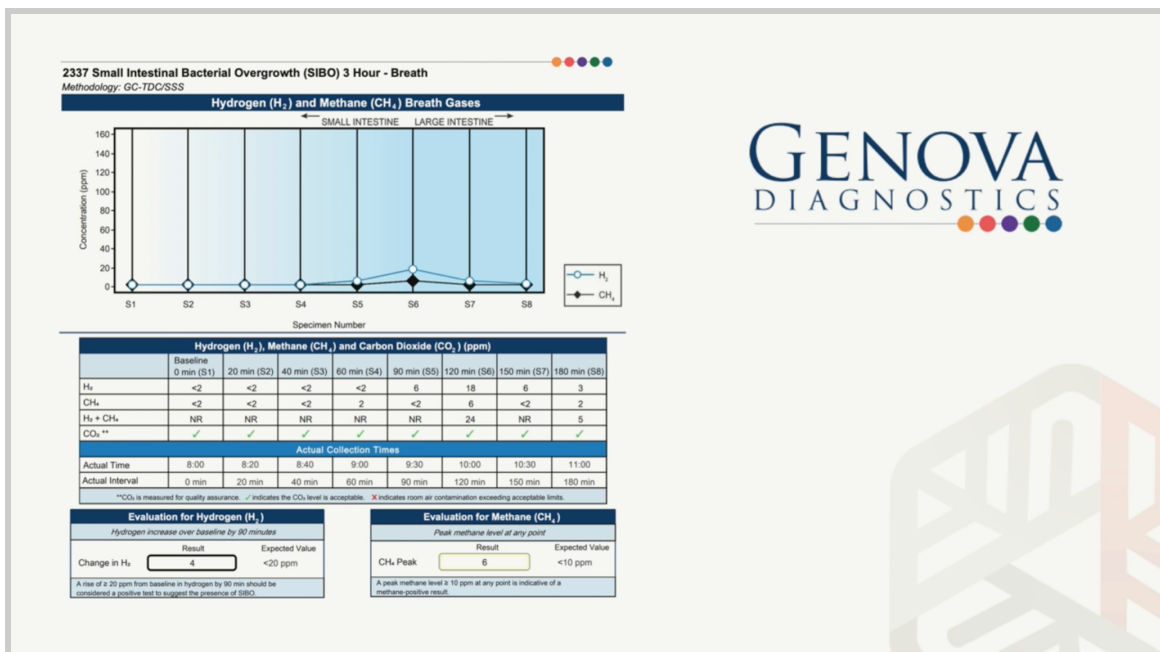 2337 Small Intestinal Bacterial Overgrowth (SIBO) 3 Hour - Breath
Methodology: GC-TDC/SSS
Hydrogen (H₂) and Methane (CH₄) Breath Gases
SMALL INTESTINE LARGE INTESTINE
160
140
120
100
80
60
40
20
0
Concentration (ppm)
S1 S2 S3 S4 S5 S6 S7 S8
Specimen Number
H₂
CH₄
GENOVA
DIAGNOSTICS
Hydrogen (H₂), Methane (CH₄) and Carbon Dioxide (CO₂) (ppm)
Baseline
0 min (S1) 20 min (S2) 40 min (S3) 60 min (S4) 90 min (S5) 120 min (S6) 150 min (S7) 180 min (S8)
H₂ <2 <2 <2 <2 6 18 6 3
CH₄ <2 <2 <2 2 <2 6 <2 2
H₂ + CH₄ NR NR NR NR NR 24 NR 5
CO₂ ** ✓ ✓ ✓ ✓ ✓ ✓ ✓ ✓
Actual Collection Times
Actual Time 8:00 8:20 8:40 9:00 9:30 10:00 10:30 11:00
Actual Interval 0 min 20 min 40 min 60 min 90 min 120 min 150 min 180 min
**CO₂ is measured for quality assurance. ✓ indicates the CO₂ level is acceptable. X indicates room air contamination exceeding acceptable limits.
Evaluation for Hydrogen (H₂)
Hydrogen increase over baseline by 90 minutes
Result Expected Value
Change in H₂ 4 <20 ppm
A rise of ≥ 20 ppm from baseline in hydrogen by 90 min should be
considered a positive test to suggest the presence of SIBO.
Evaluation for Methane (CH₄)
Peak methane level at any point
Result Expected Value
CH₄ Peak 6 <10 ppm
A peak methane level ≥ 10 ppm at any point is indicative of a
methane-positive result.